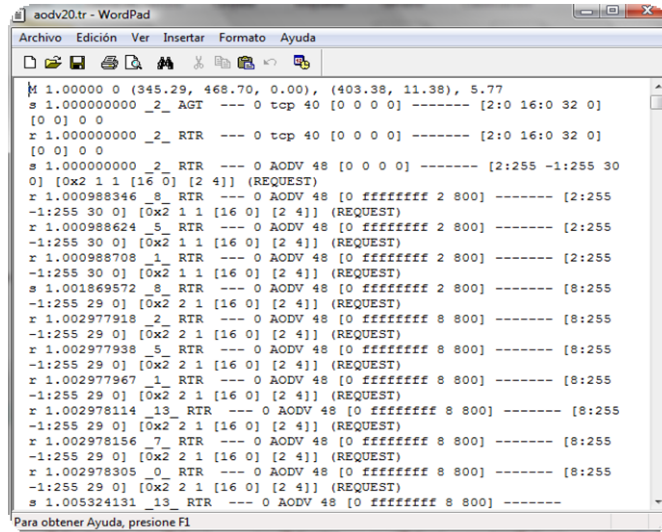 aodv20.tr - WordPad
Archivo Edición Ver Insertar Formato Ayuda
M 1.00000 0 (345.29, 468.70, 0.00), (403.38, 11.38), 5.77
s 1.000000000 _2_ AGT --- 0 tcp 40 [0 0 0 0] ------- [2:0 16:0 32 0]
[0 0] 0 0
r 1.000000000 _2_ RTR --- 0 tcp 40 [0 0 0 0] ------- [2:0 16:0 32 0]
[0 0] 0 0
s 1.000000000 _2_ RTR --- 0 AODV 48 [0 0 0 0] ------- [2:255 -1:255 30
0] [0x2 1 1 [16 0] [2 4]] (REQUEST)
r 1.000988346 _8_ RTR --- 0 AODV 48 [0 ffffffff 2 800] ------- [2:255
-1:255 30 0] [0x2 1 1 [16 0] [2 4]] (REQUEST)
r 1.000988624 _5_ RTR --- 0 AODV 48 [0 ffffffff 2 800] ------- [2:255
-1:255 30 0] [0x2 1 1 [16 0] [2 4]] (REQUEST)
r 1.000988708 _1_ RTR --- 0 AODV 48 [0 ffffffff 2 800] ------- [2:255
-1:255 30 0] [0x2 1 1 [16 0] [2 4]] (REQUEST)
s 1.001869572 _8_ RTR --- 0 AODV 48 [0 ffffffff 2 800] ------- [8:255
-1:255 29 0] [0x2 2 1 [16 0] [2 4]] (REQUEST)
r 1.002977918 _2_ RTR --- 0 AODV 48 [0 ffffffff 8 800] ------- [8:255
-1:255 29 0] [0x2 2 1 [16 0] [2 4]] (REQUEST)
r 1.002977938 _5_ RTR --- 0 AODV 48 [0 ffffffff 8 800] ------- [8:255
-1:255 29 0] [0x2 2 1 [16 0] [2 4]] (REQUEST)
r 1.002977967 _1_ RTR --- 0 AODV 48 [0 ffffffff 8 800] ------- [8:255
-1:255 29 0] [0x2 2 1 [16 0] [2 4]] (REQUEST)
r 1.002978114 _13_ RTR --- 0 AODV 48 [0 ffffffff 8 800] ------- [8:255
-1:255 29 0] [0x2 2 1 [16 0] [2 4]] (REQUEST)
r 1.002978156 _7_ RTR --- 0 AODV 48 [0 ffffffff 8 800] ------- [8:255
-1:255 29 0] [0x2 2 1 [16 0] [2 4]] (REQUEST)
r 1.002978305 _0_ RTR --- 0 AODV 48 [0 ffffffff 8 800] ------- [8:255
-1:255 29 0] [0x2 2 1 [16 0] [2 4]] (REQUEST)
s 1.005324131 _13_ RTR --- 0 AODV 48 [0 ffffffff 8 800] -------
Para obtener Ayuda, presione F1